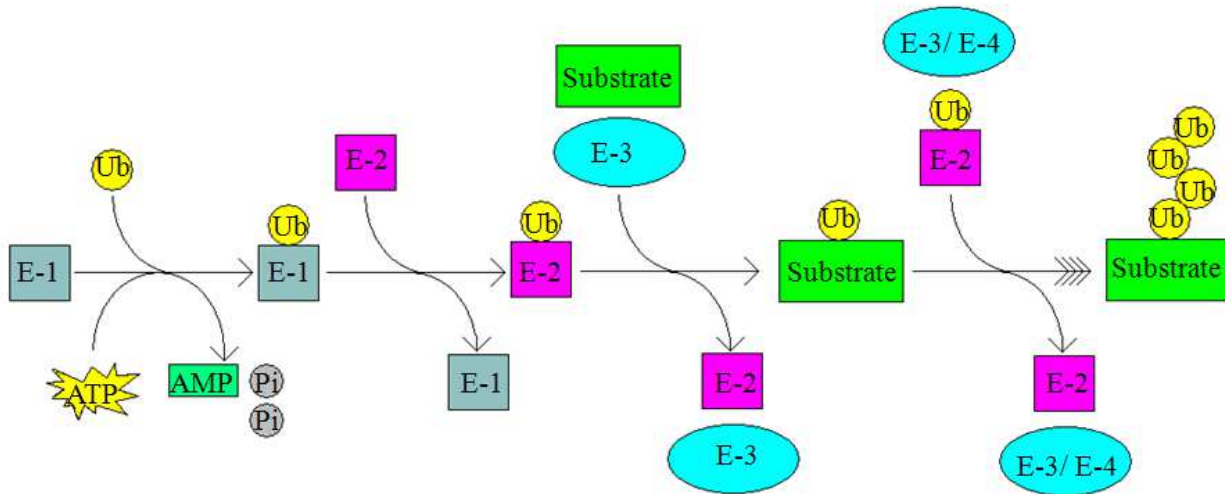 E-3/ E-4
Substrate
Ub
Ub
Ub
E-2
E-3
E-2
Ub
Ub
Ub
Ub
Ub
Ub
E-1
E-1
E-2
Substrate
Substrate
ATP
AMP
Pi
Pi
E-1
E-2
E-2
E-3
E-3/ E-4